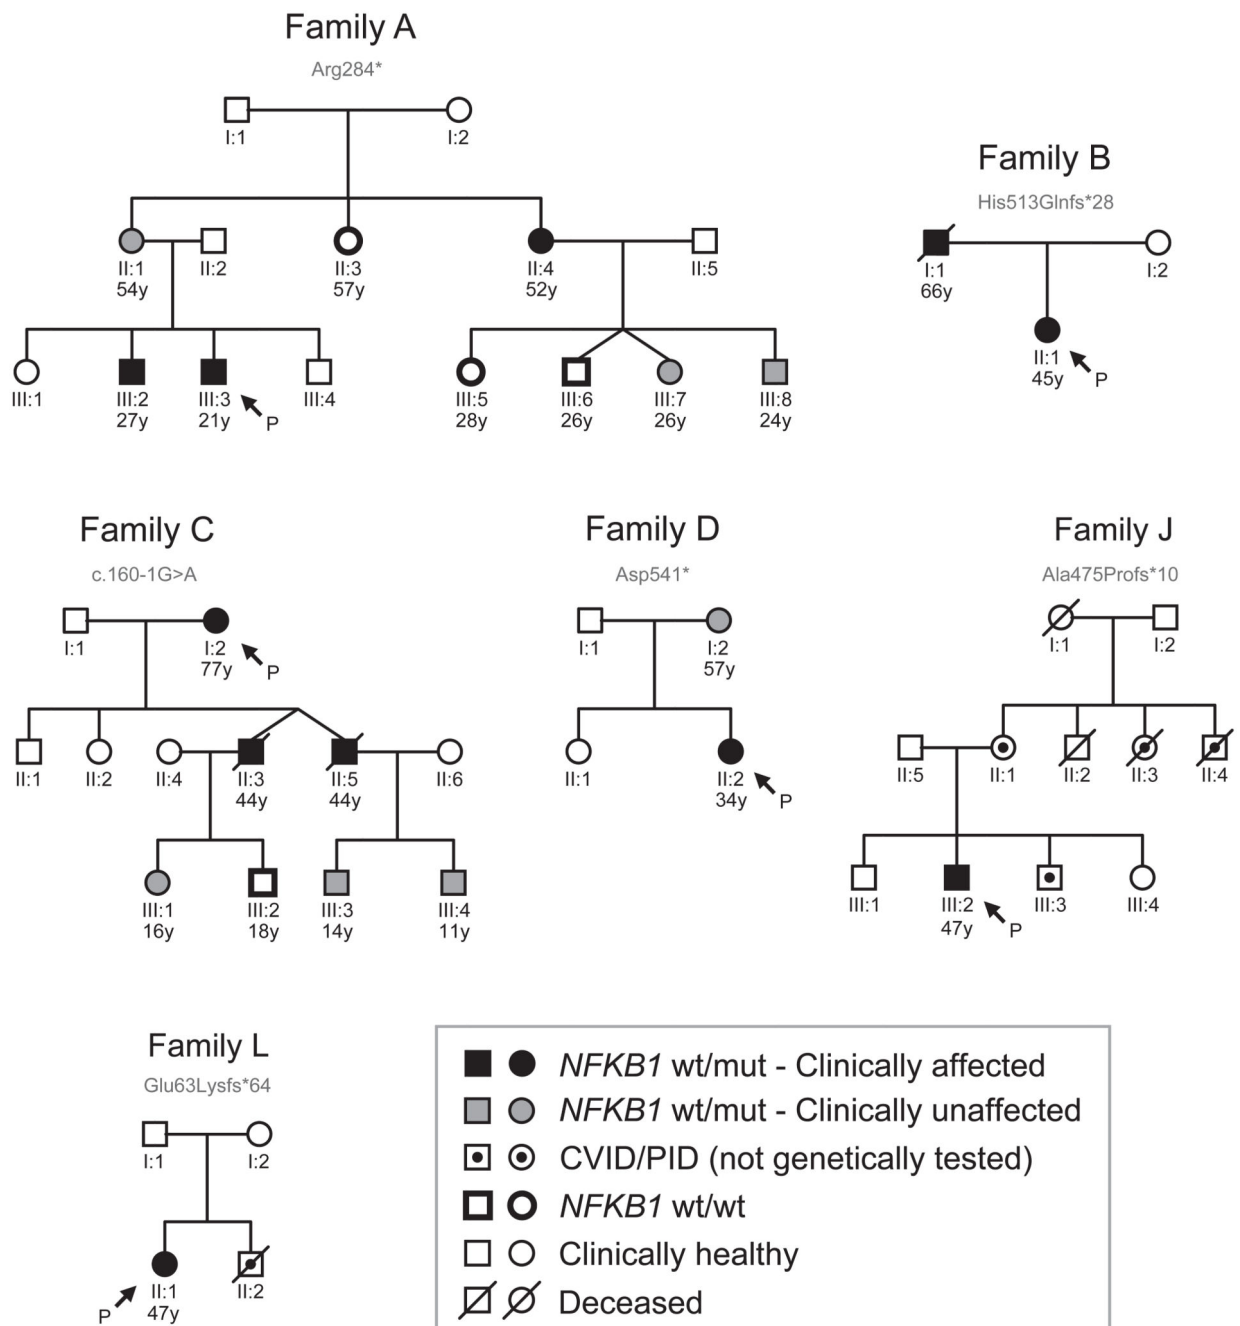 Family A
Arg284*
I:1 I:2
II:1 II:2 II:3 II:4 II:5
54y 57y 52y
III:1 III:2 III:3 III:4 III:5 III:6 III:7 III:8
27y 21y P 28y 26y 26y 24y
Family B
His513Glnfs*28
I:1 I:2
66y
II:1
45y P
Family C
c.160-1G>A
I:1 I:2
77y P
II:1 II:2 II:4 II:3 II:5 II:6
44y 44y
III:1 III:2 III:3 III:4
16y 18y 14y 11y
Family D
Asp541*
I:1 I:2
57y
II:1 II:2
34y P
Family J
Ala475Profs*10
I:1 I:2
II:5 II:1 II:2 II:3 II:4
III:1 III:2 III:3 III:4
47y P
Family L
Glu63Lysfs*64
I:1 I:2
II:1 II:2
P 47y
NFKB1 wt/mut - Clinically affected
NFKB1 wt/mut - Clinically unaffected
CVID/PID (not genetically tested)
NFKB1 wt/wt
Clinically healthy
Deceased